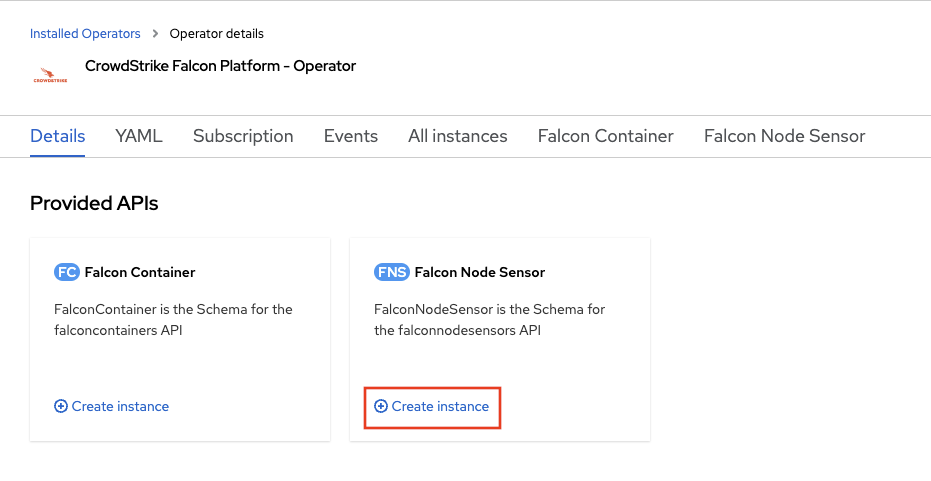 Installed Operators > Operator details
CROWDSTRIKE
CrowdStrike Falcon Platform - Operator
Details YAML Subscription Events All instances Falcon Container Falcon Node Sensor
Provided APIs
FC Falcon Container
FalconContainer is the Schema for the
falconcontainers API
Create instance
FNS Falcon Node Sensor
FalconNodeSensor is the Schema for
the falconnodesensors API
Create instance